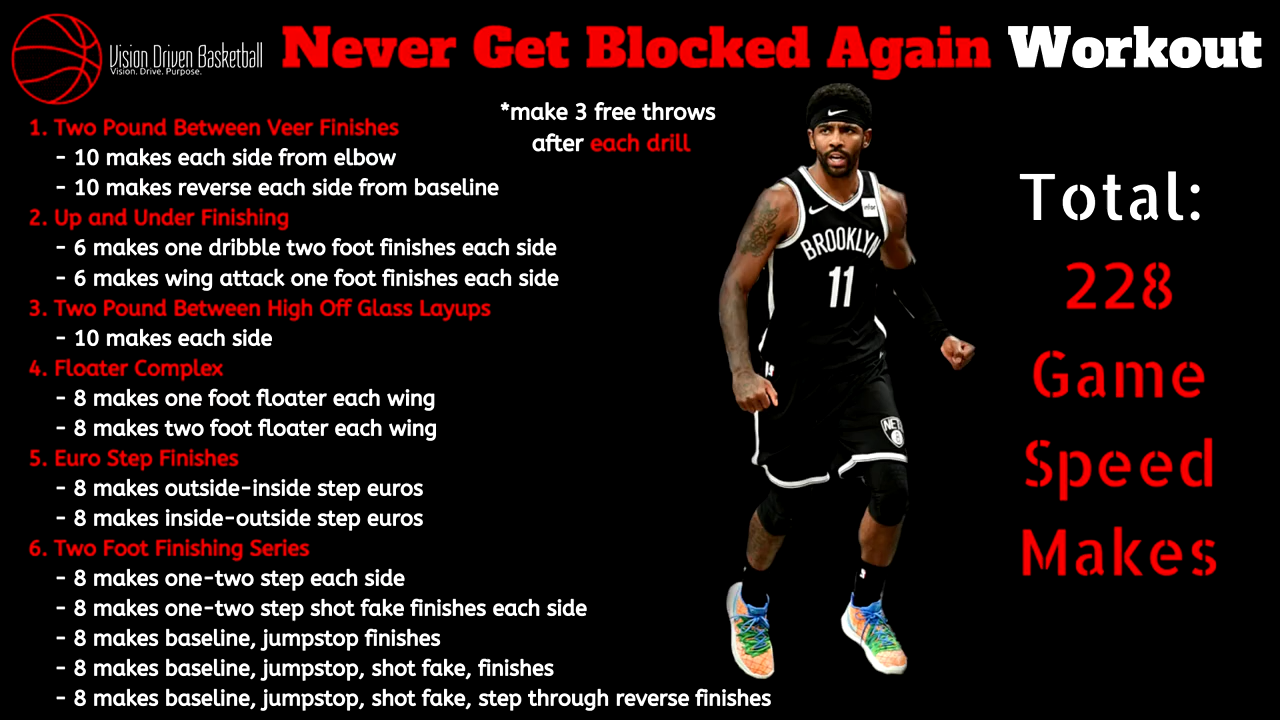 Vision Driven Basketball
Vision. Drive. Purpose.
Never Get Blocked Again Workout
*make 3 free throws
after each drill
1. Two Pound Between Veer Finishes
- 10 makes each side from elbow
- 10 makes reverse each side from baseline
2. Up and Under Finishing
- 6 makes one dribble two foot finishes each side
- 6 makes wing attack one foot finishes each side
3. Two Pound Between High Off Glass Layups
- 10 makes each side
4. Floater Complex
- 8 makes one foot floater each wing
- 8 makes two foot floater each wing
5. Euro Step Finishes
- 8 makes outside-inside step euros
- 8 makes inside-outside step euros
6. Two Foot Finishing Series
- 8 makes one-two step each side
- 8 makes one-two step shot fake finishes each side
- 8 makes baseline, jumpstop finishes
- 8 makes baseline, jumpstop, shot fake, finishes
- 8 makes baseline, jumpstop, shot fake, step through reverse finishes
BROOKLYN
11
NETS
Total:
228
Game
Speed
Makes